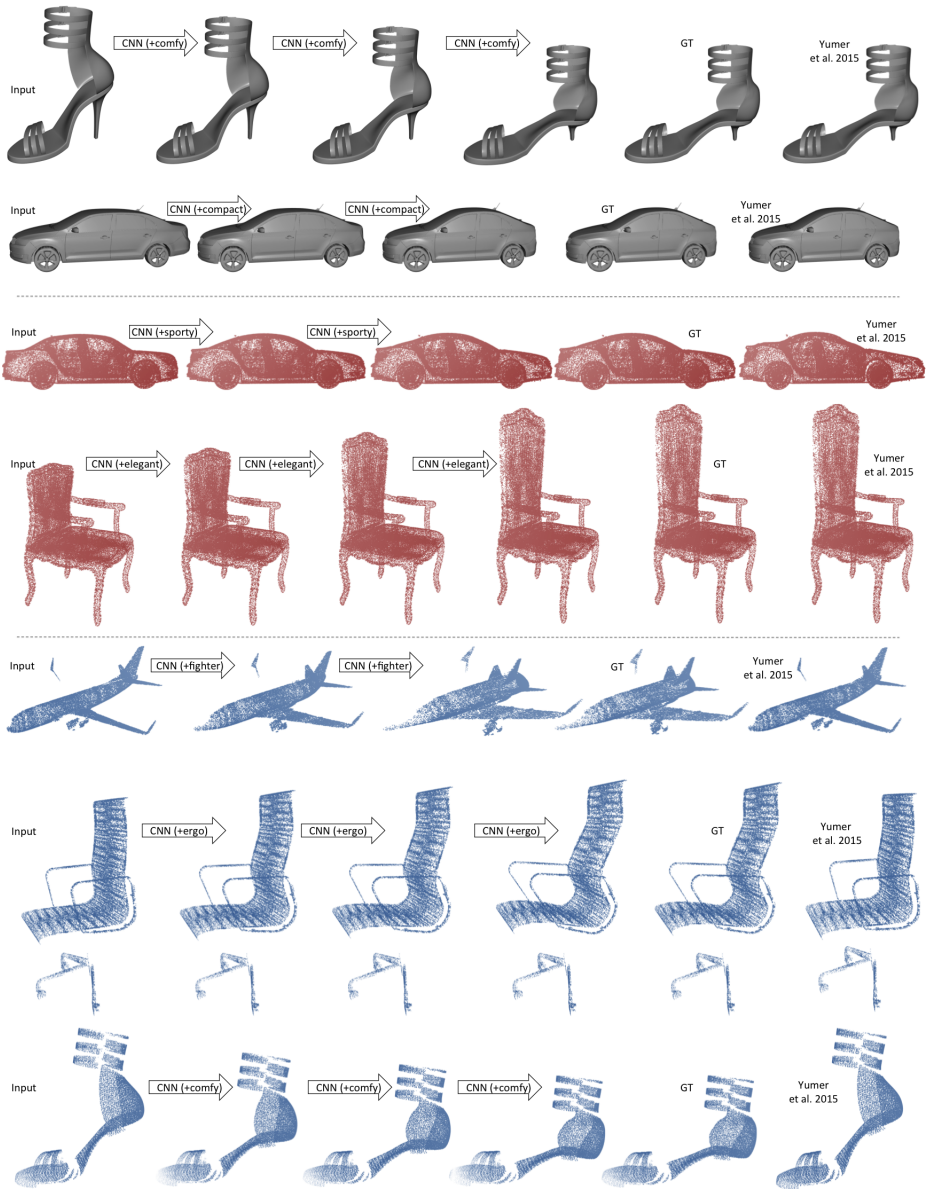 Input
CNN (+comfy)
CNN (+comfy)
CNN (+comfy)
GT
Yumer
et al. 2015
Input
CNN (+compact)
CNN (+compact)
GT
Yumer
et al. 2015
Input
CNN (+sporty)
CNN (+sporty)
GT
Yumer
et al. 2015
Input
CNN (+elegant)
CNN (+elegant)
CNN (+elegant)
GT
Yumer
et al. 2015
Input
CNN (+fighter)
CNN (+fighter)
GT
Yumer
et al. 2015
Input
CNN (+ergo)
CNN (+ergo)
CNN (+ergo)
GT
Yumer
et al. 2015
Input
CNN (+comfy)
CNN (+comfy)
CNN (+comfy)
GT
Yumer
et al. 2015